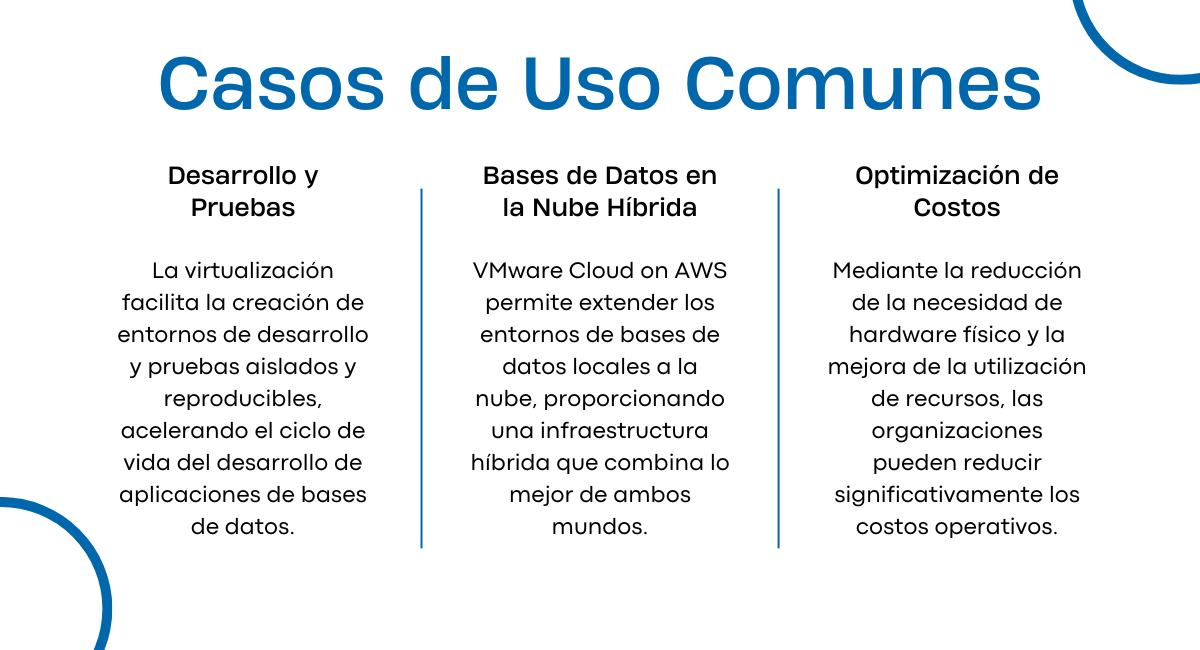 Casos de Uso Comunes
Desarrollo y
Pruebas
La virtualización
facilita la creación de
entornos de desarrollo
y pruebas aislados y
reproducibles,
acelerando el ciclo de
vida del desarrollo de
aplicaciones de bases
de datos.
Bases de Datos en
la Nube Híbrida
VMware Cloud on AWS
permite extender los
entornos de bases de
datos locales a la
nube, proporcionando
una infraestructura
híbrida que combina lo
mejor de ambos
mundos.
Optimización de
Costos
Mediante la reducción
de la necesidad de
hardware físico y la
mejora de la utilización
de recursos, las
organizaciones
pueden reducir
significativamente los
costos operativos.